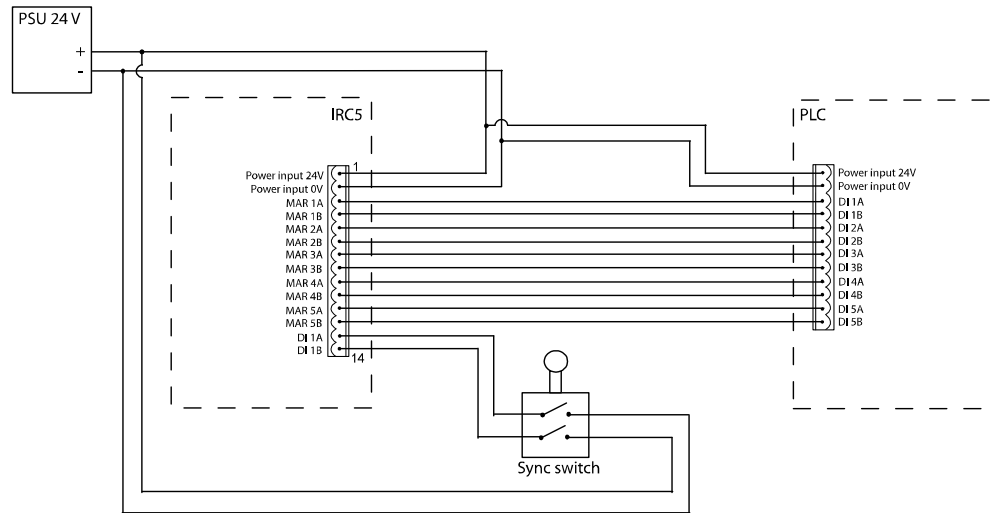 PSU 24 V
+
-
IRC5
PLC
1
Power input 24V
Power input 0V
MAR 1A
MAR 1B
MAR 2A
MAR 2B
MAR 3A
MAR 3B
MAR 4A
MAR 4B
MAR 5A
MAR 5B
DI 1A
DI 1B
14
Power input 24V
Power input 0V
DI 1A
DI 1B
DI 2A
DI 2B
DI 3A
DI 3B
DI 4A
DI 4B
DI 5A
DI 5B
Sync switch